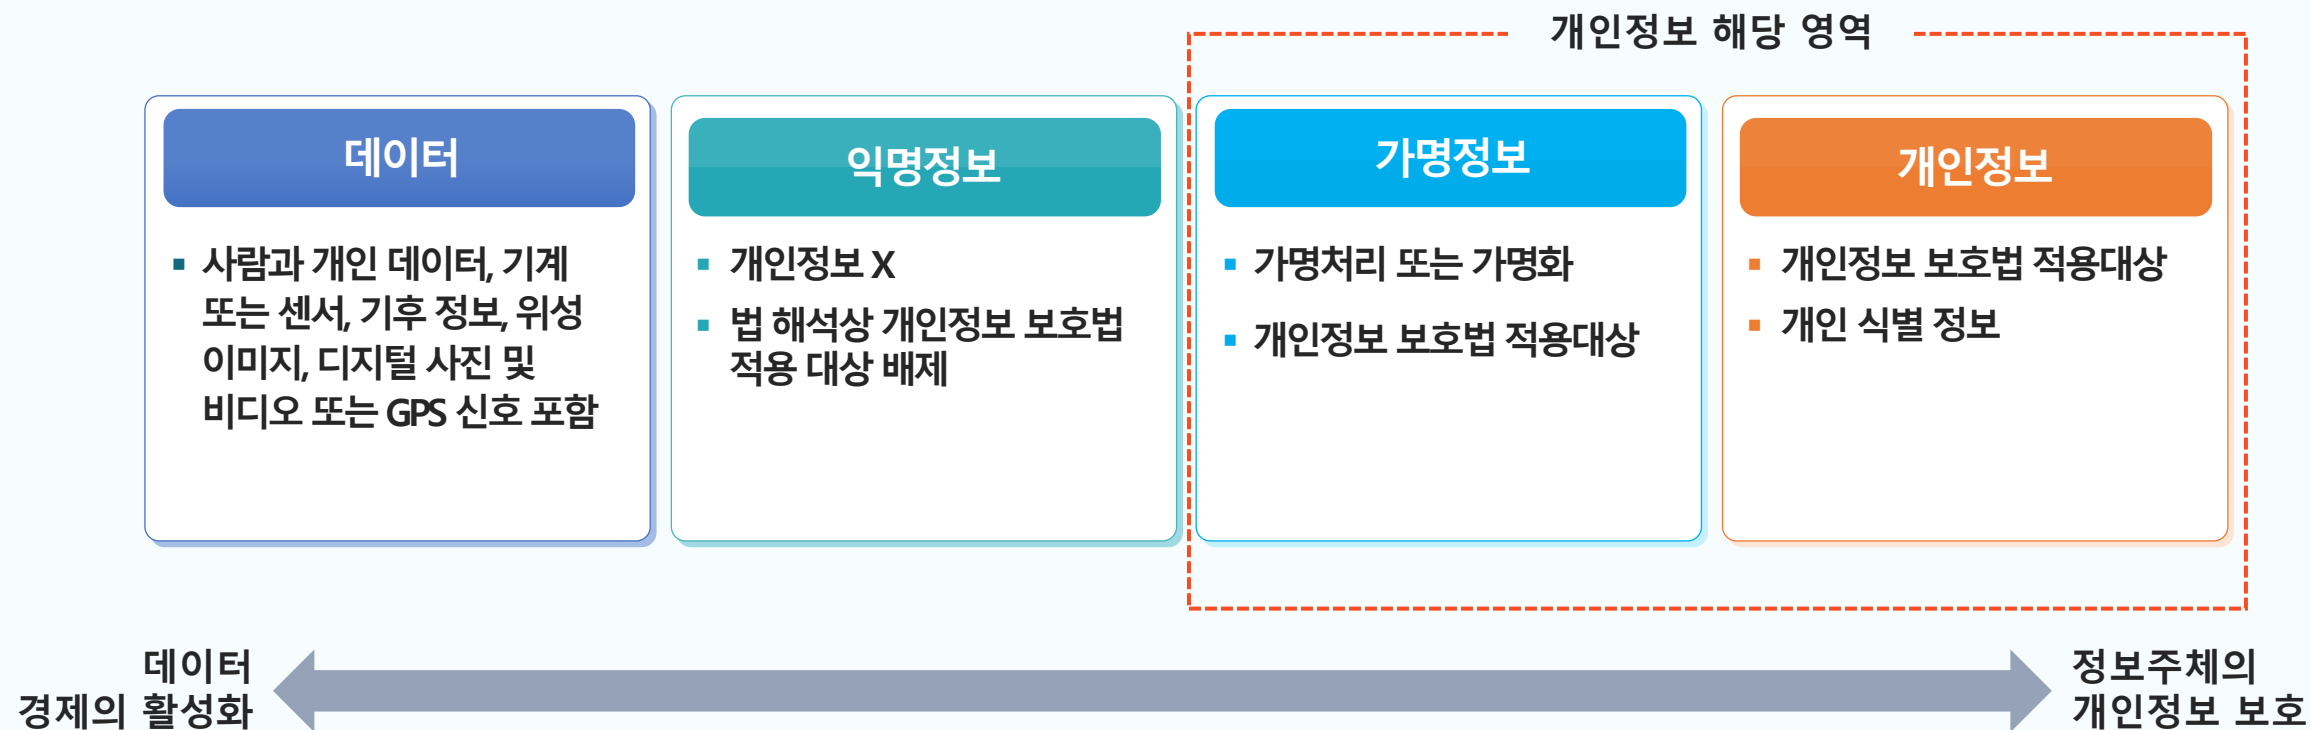 개인정보 해당 영역
데이터
사람과 개인 데이터, 기계
또는 센서, 기후 정보, 위성
이미지, 디지털 사진 및
비디오 또는 GPS 신호 포함
익명정보
개인정보 X
법 해석상 개인정보 보호법
적용 대상 배제
가명정보
가명처리 또는 가명화
개인정보 보호법 적용대상
개인정보
개인정보 보호법 적용대상
개인 식별 정보
데이터
경제의 활성화
정보주체의
개인정보 보호